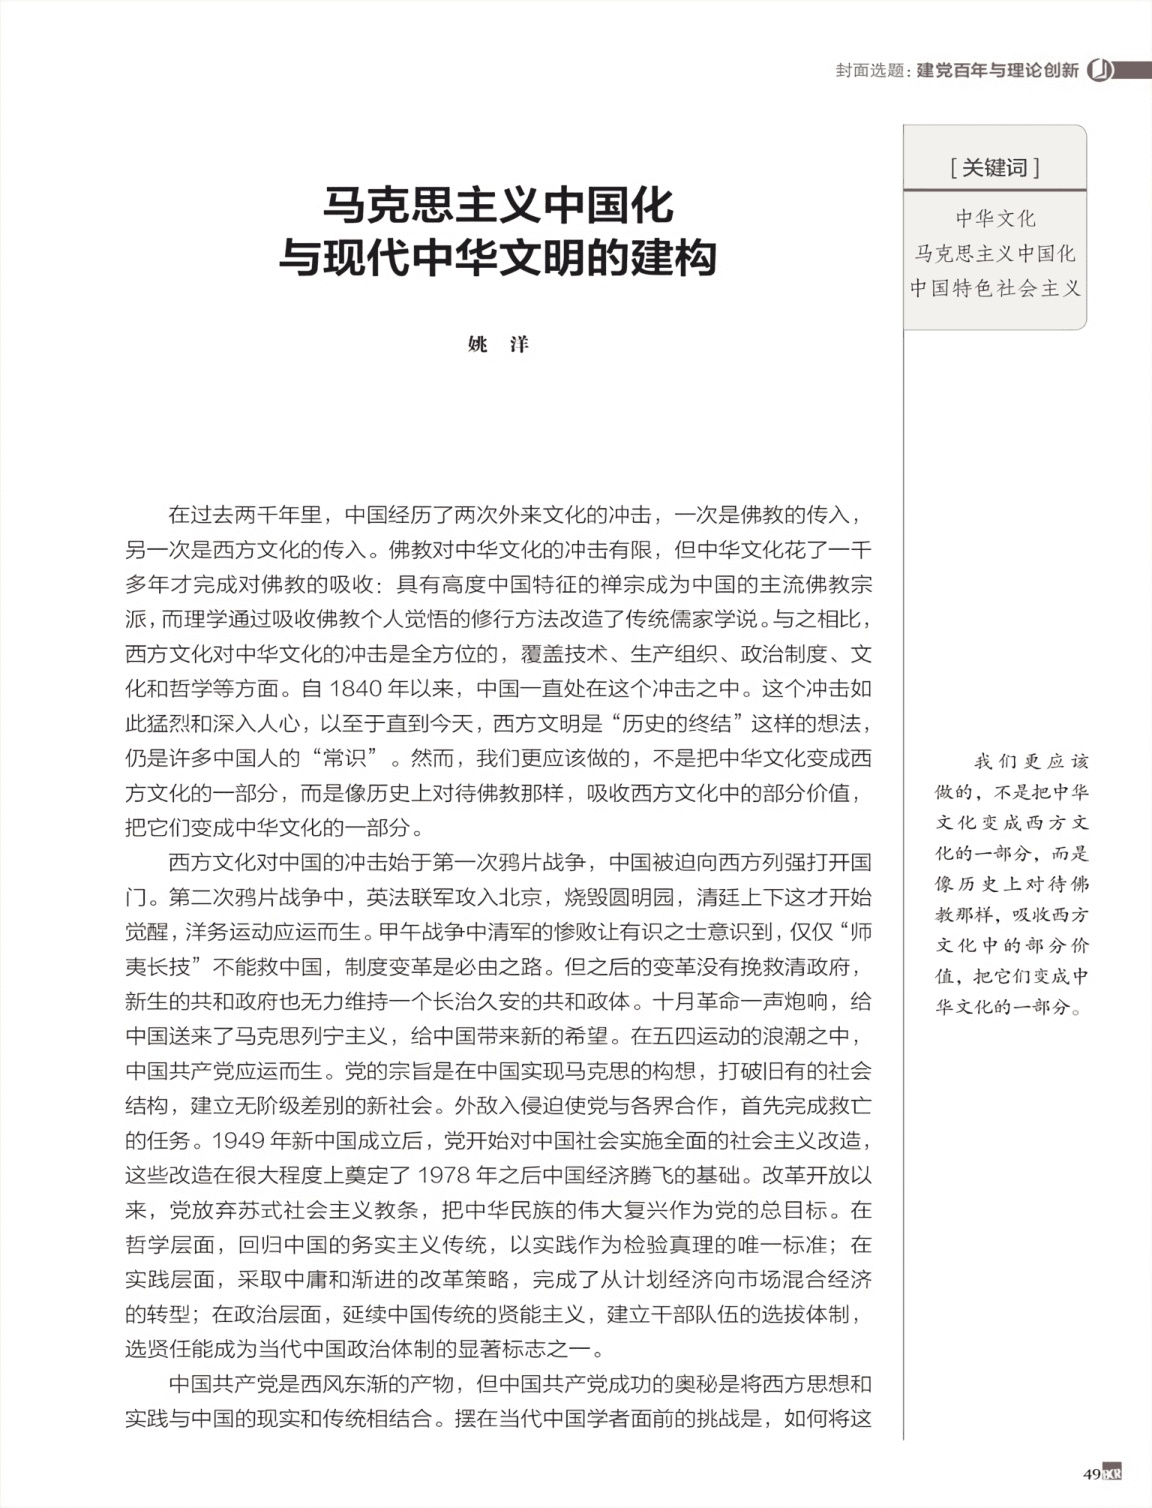 封面选题：建党百年与理论创新
马克思主义中国化
与现代中华文明的建构
姚　洋
[关键词]
中华文化
马克思主义中国化
中国特色社会主义
在过去两千年里，中国经历了两次外来文化的冲击，一次是佛教的传入，
另一次是西方文化的传入。佛教对中华文化的冲击有限，但中华文化花了一千
多年才完成对佛教的吸收：具有高度中国特征的禅宗成为中国的主流佛教宗
派，而理学通过吸收佛教个人觉悟的修行方法改造了传统儒家学说。与之相比，
西方文化对中华文化的冲击是全方位的，覆盖技术、生产组织、政治制度、文
化和哲学等方面。自 1840 年以来，中国一直处在这个冲击之中。这个冲击如
此猛烈和深入人心，以至于直到今天，西方文明是“历史的终结”这样的想法，
仍是许多中国人的“常识”。然而，我们更应该做的，不是把中华文化变成西
方文化的一部分，而是像历史上对待佛教那样，吸收西方文化中的部分价值，
把它们变成中华文化的一部分。
西方文化对中国的冲击始于第一次鸦片战争，中国被迫向西方列强打开国
门。第二次鸦片战争中，英法联军攻入北京，烧毁圆明园，清廷上下这才开始
觉醒，洋务运动应运而生。甲午战争中清军的惨败让有识之士意识到，仅仅“师
夷长技”不能救中国，制度变革是必由之路。但之后的变革没有挽救清政府，
新生的共和政府也无力维持一个长治久安的共和政体。十月革命一声炮响，给
中国送来了马克思列宁主义，给中国带来新的希望。在五四运动的浪潮之中，
中国共产党应运而生。党的宗旨是在中国实现马克思的构想，打破旧有的社会
结构，建立无阶级差别的新社会。外敌入侵迫使党与各界合作，首先完成救亡
的任务。1949 年新中国成立后，党开始对中国社会实施全面的社会主义改造，
这些改造在很大程度上奠定了 1978 年之后中国经济腾飞的基础。改革开放以
来，党放弃苏式社会主义教条，把中华民族的伟大复兴作为党的总目标。在
哲学层面，回归中国的务实主义传统，以实践作为检验真理的唯一标准；在
实践层面，采取中庸和渐进的改革策略，完成了从计划经济向市场混合经济
的转型；在政治层面，延续中国传统的贤能主义，建立干部队伍的选拔体制，
选贤任能成为当代中国政治体制的显著标志之一。
中国共产党是西风东渐的产物，但中国共产党成功的奥秘是将西方思想和
实践与中国的现实和传统相结合。摆在当代中国学者面前的挑战是，如何将这
我们更应该
做的，不是把中华
文化变成西方文
化的一部分，而是
像历史上对待佛
教那样，吸收西方
文化中的部分价
值，把它们变成中
华文化的一部分。
49 BCR